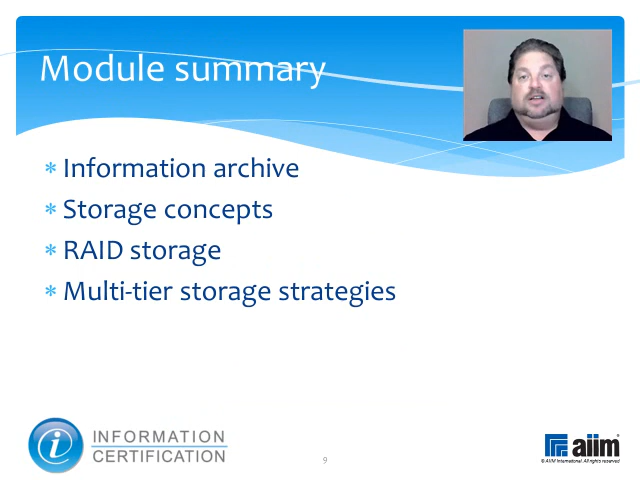 Module summary
* Information archive
* Storage concepts
* RAID storage
* Multi-tier storage strategies
i INFORMATION
CERTIFICATION
9
aiim
© AIIM International. All rights reserved